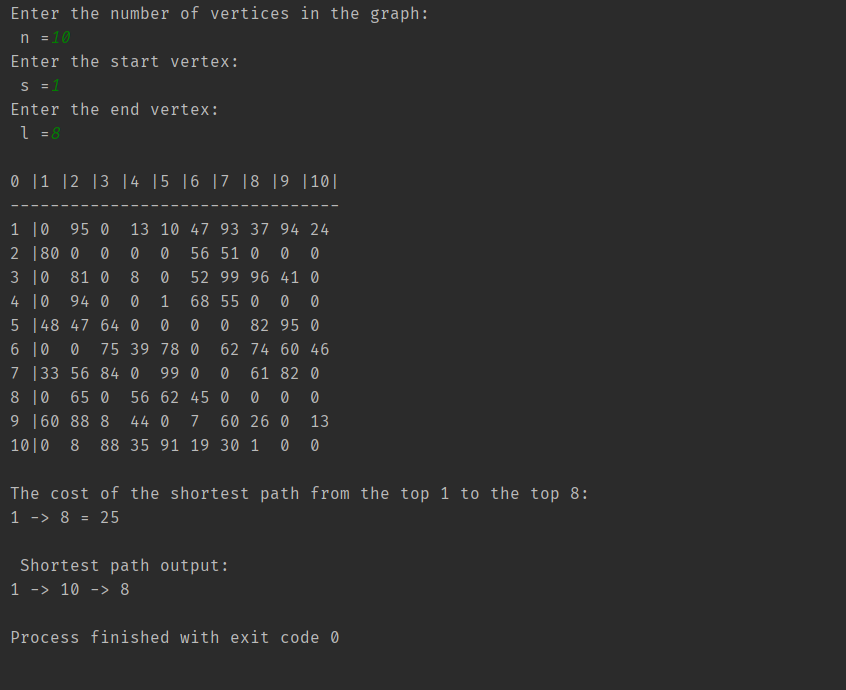 Enter the number of vertices in the graph:
 n =10
Enter the start vertex:
 s =1
Enter the end vertex:
 l =8

0 |1 |2 |3 |4 |5 |6 |7 |8 |9 |10|
---------------------------------
1 |0  95 0  13 10 47 93 37 94 24
2 |80 0  0  0  0  56 51 0  0  0
3 |0  81 0  8  0  52 99 96 41 0
4 |0  94 0  0  1  68 55 0  0  0
5 |48 47 64 0  0  0  0  82 95 0
6 |0  0  75 39 78 0  62 74 60 46
7 |33 56 84 0  99 0  0  61 82 0
8 |0  65 0  56 62 45 0  0  0  0
9 |60 88 8  44 0  7  60 26 0  13
10|0  8  88 35 91 19 30 1  0  0

The cost of the shortest path from the top 1 to the top 8:
1 -> 8 = 25

 Shortest path output:
1 -> 10 -> 8

Process finished with exit code 0